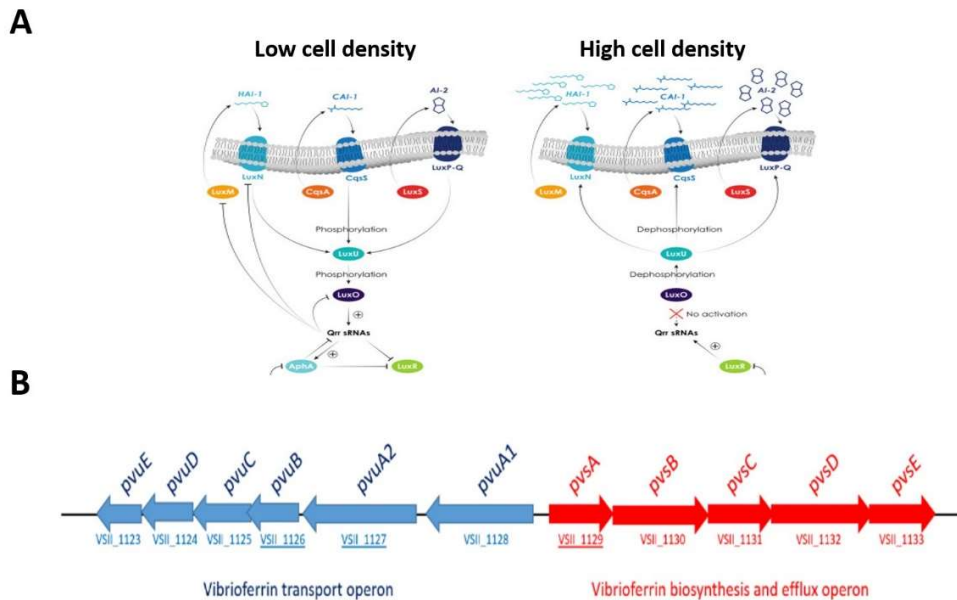 A
Low cell density
High cell density
HAI-1
CAI-1
AI-2
HAI-1
CAI-1
AI-2
LuxN
CqsS
LuxP-Q
LuxN
CqsS
LuxP-Q
LuxM
CqsA
LuxS
LuxM
CqsA
LuxS
Phosphorylation
Dephosphorylation
LuxU
LuxU
Phosphorylation
Dephosphorylation
LuxO
LuxO
No activation
Qrr sRNAs
Qrr sRNAs
AphA
LuxR
LuxR
B
pvuE pvuD pvuC pvuB pvuA2 pvuA1 pvsA pvsB pvsC pvsD pvsE
VSII_1123 VSII_1124 VSII_1125 VSII_1126 VSII_1127 VSII_1128 VSII_1129 VSII_1130 VSII_1131 VSII_1132 VSII_1133
Vibrioferrin transport operon
Vibrioferrin biosynthesis and efflux operon